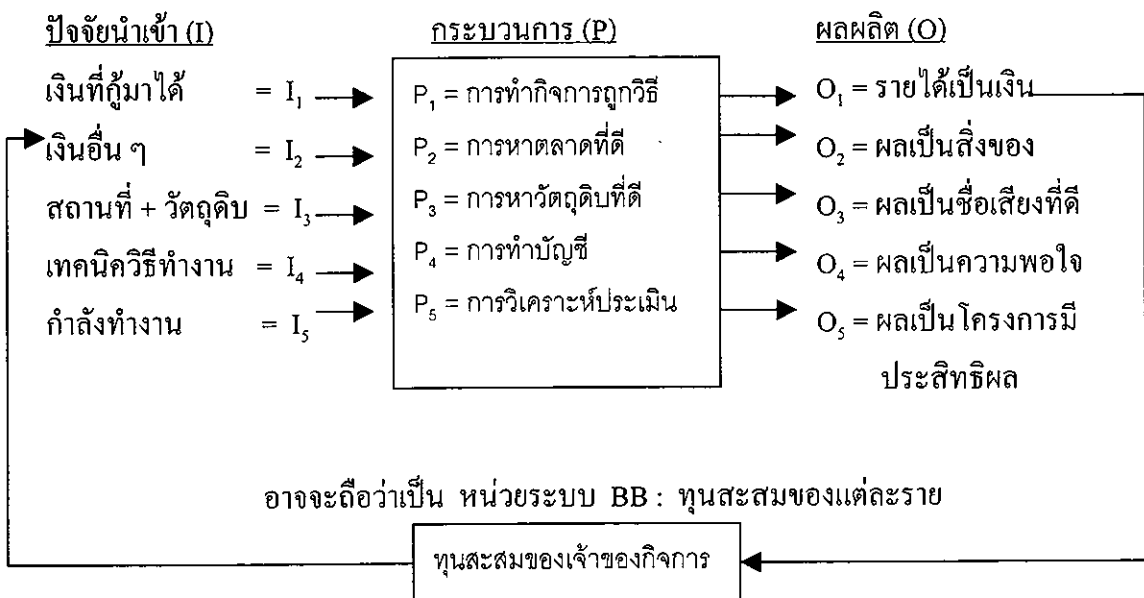 ปัจจัยนำเข้า (I)
เงินที่กู้มาได้ = I₁
เงินอื่น ๆ = I₂
สถานที่ + วัตถุดิบ = I₃
เทคนิควิธีทำงาน = I₄
กำลังทำงาน = I₅
กระบวนการ (P)
P₁ = การทำกิจการถูกวิธี
P₂ = การหาตลาดที่ดี
P₃ = การหาวัตถุดิบที่ดี
P₄ = การทำบัญชี
P₅ = การวิเคราะห์ประเมิน
ผลผลิต (O)
O₁ = รายได้เป็นเงิน
O₂ = ผลเป็นสิ่งของ
O₃ = ผลเป็นชื่อเสียงที่ดี
O₄ = ผลเป็นความพอใจ
O₅ = ผลเป็นโครงการมี
ประสิทธิผล
อาจจะถือว่าเป็น หน่วยระบบ BB : ทุนสะสมของแต่ละราย
ทุนสะสมของเจ้าของกิจการ